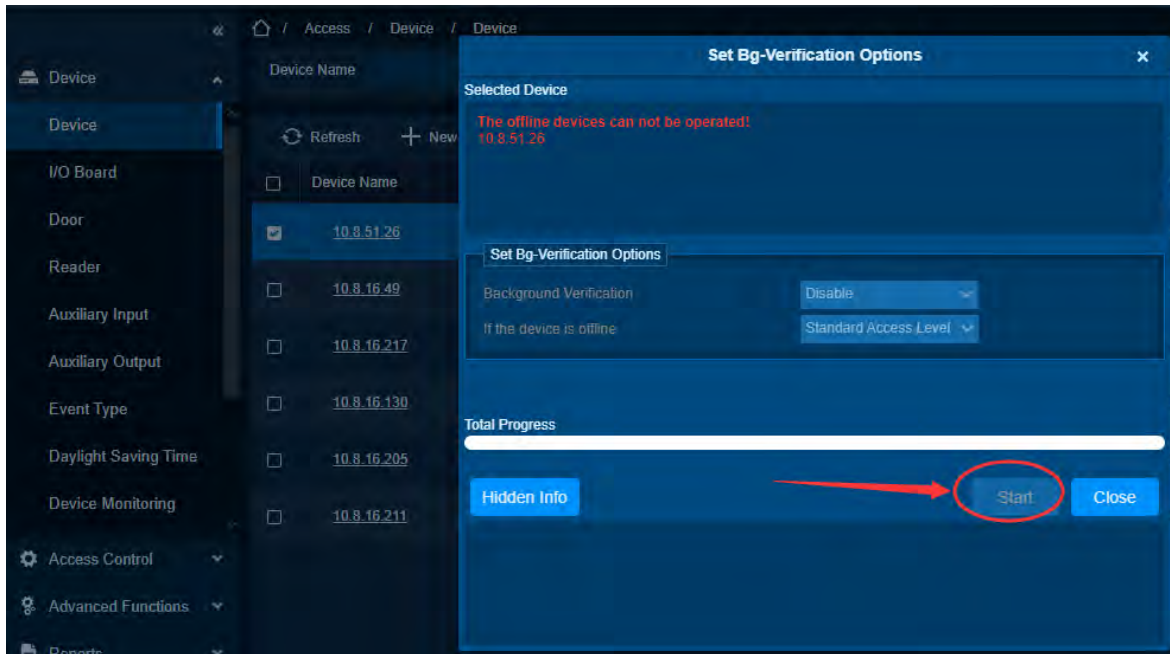 / Access / Device / Device
Device
Device
I/O Board
Door
Reader
Auxiliary Input
Auxiliary Output
Event Type
Daylight Saving Time
Device Monitoring
Access Control
Advanced Functions
Reports
Device Name
Refresh
New
Device Name
10.8.51.26
10.8.16.49
10.8.16.217
10.8.16.130
10.8.16.205
10.8.16.211
Set Bg-Verification Options
Selected Device
The offline devices can not be operated!
10.8.51.26
Set Bg-Verification Options
Background Verification Disable
If the device is offline Standard Access Level
Total Progress
Hidden Info Start Close